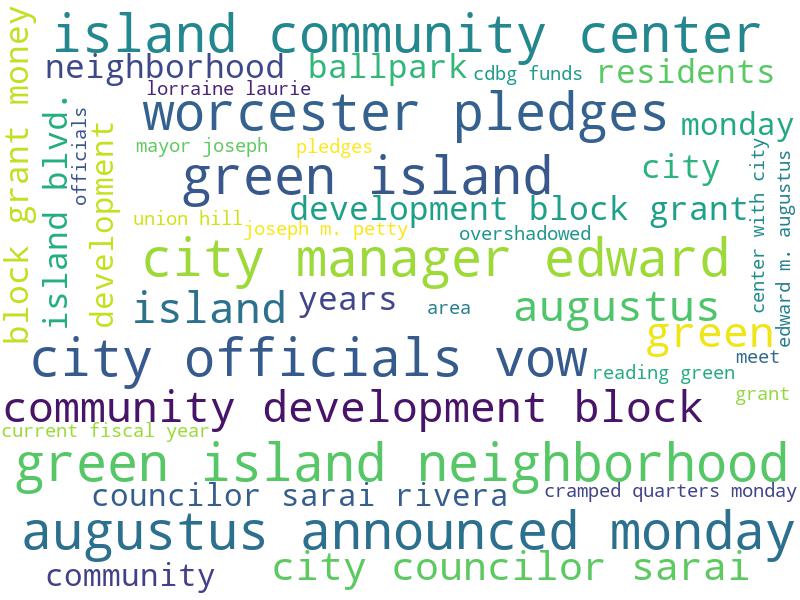 island community center
neighborhood
ballpark
cdbg funds
residents
lorraine laurie
worcester pledges
monday
mayor joseph
pledges
green island
city
development block grant
union hill
joseph m. petty
overshadowed
city manager edward
island
years
area
augustus
green
city officials vow
meet
reading green
community development block
grant
current fiscal year
green island neighborhood
councilor sarai rivera
cramped quarters monday
augustus announced monday
community
city councilor sarai
block grant money
island blvd.
officials
development
center with city
edward m. augustus